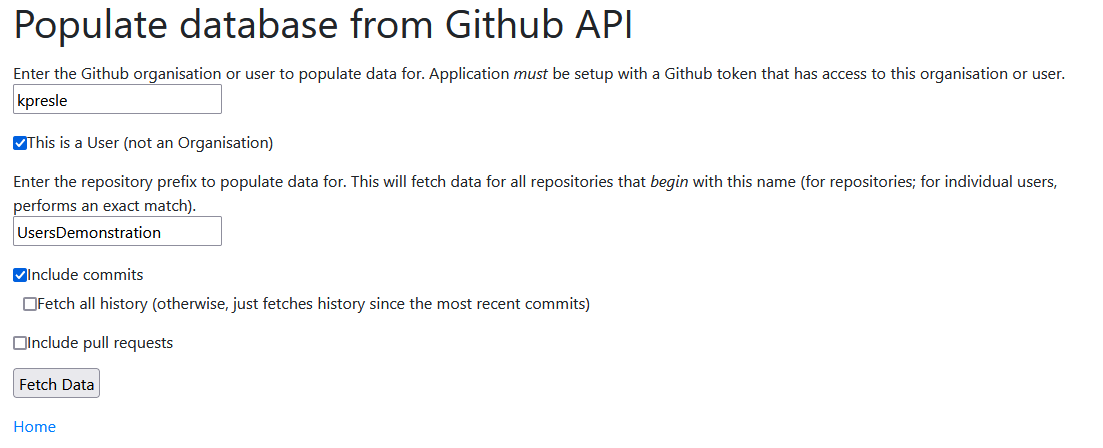 Populate database from Github API
Enter the Github organisation or user to populate data for. Application must be setup with a Github token that has access to this organisation or user.
kpresle
This is a User (not an Organisation)
Enter the repository prefix to populate data for. This will fetch data for all repositories that begin with this name (for repositories; for individual users,
performs an exact match).
UsersDemonstration
Include commits
Fetch all history (otherwise, just fetches history since the most recent commits)
Include pull requests
Fetch Data
Home